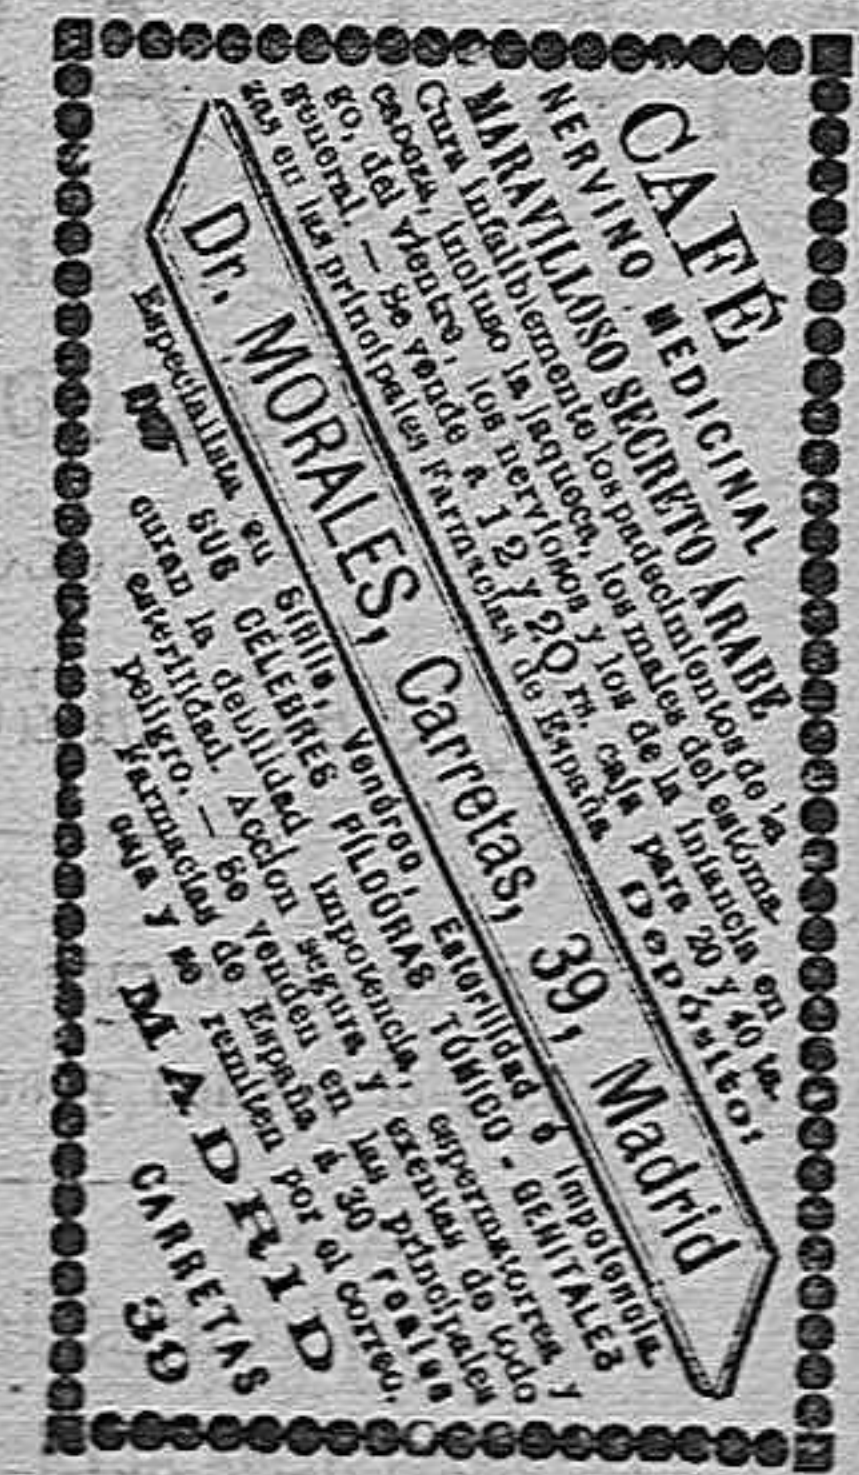 CAFÉ
NERVINO MEDICINAL
MARAVILLOSO SECRETO ÁRABE
Cura infaliblemente los padecimientos de la
cabeza, incluso la jaqueca, los males del estóma-
go, del vientre, los nerviosos y los de la infancia en
general. — Se vende á 12 y 20 rs. caja para 20 y 40 ta-
zas en las principales Farmacias de España Depósito:
Dr. MORALES, Carretas, 39, Madrid
Especialista en Sífilis, Venéreo, Esterilidad é Impotencia.
SUS CÉLEBRES PÍLDORAS TÓNICO-GENITALES
curan la debilidad, impotencia, espermatorrea y
esterilidad. Accion segura y exentas de todo
peligro. — Se venden en las principales
Farmacias de España á 30 reales
caja y se remiten por el correo.
MADRID
CARRETAS
39